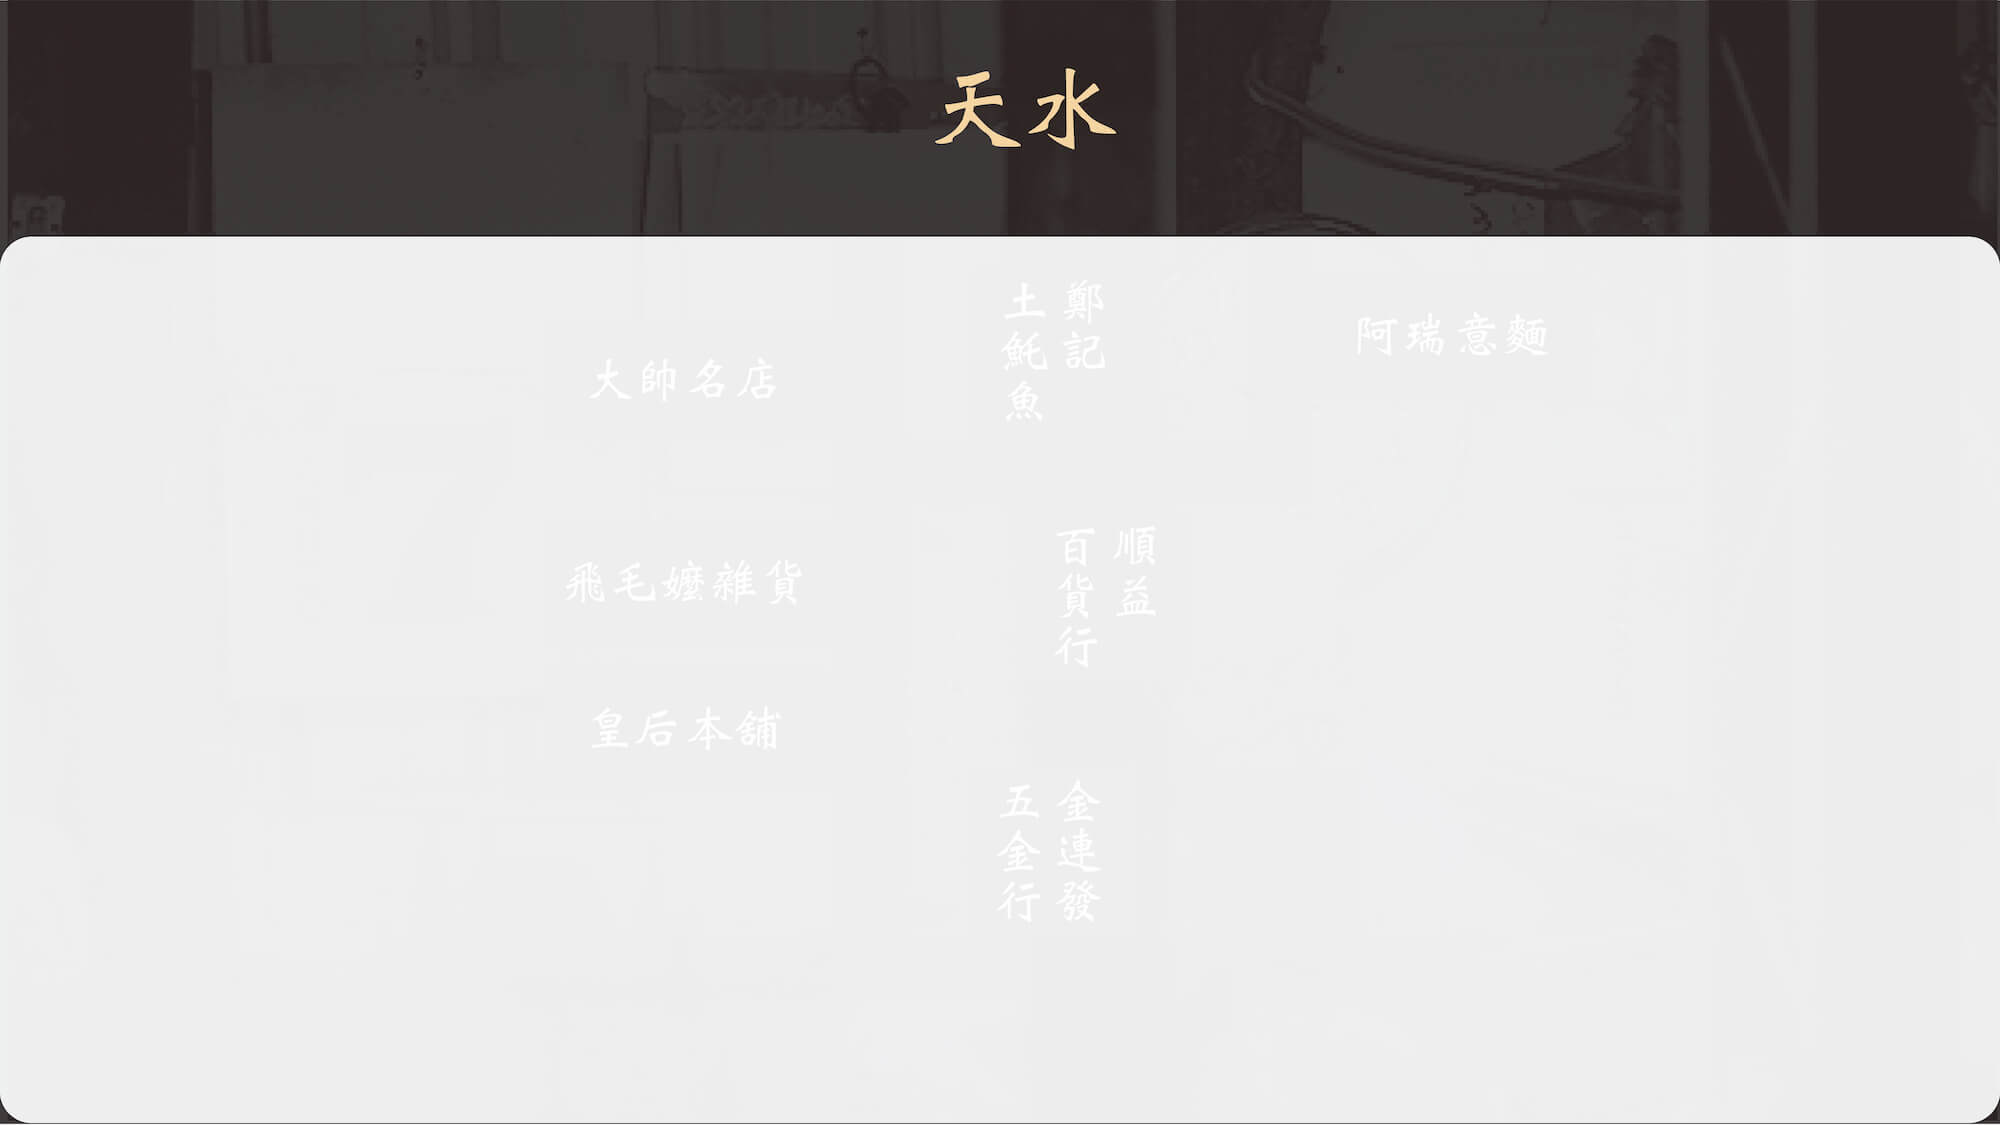 天水
大帥名店
鄭記
土魠魚
阿瑞意麵
飛毛嬤雜貨
順益
百貨行
皇后本舖
金連發
五金行